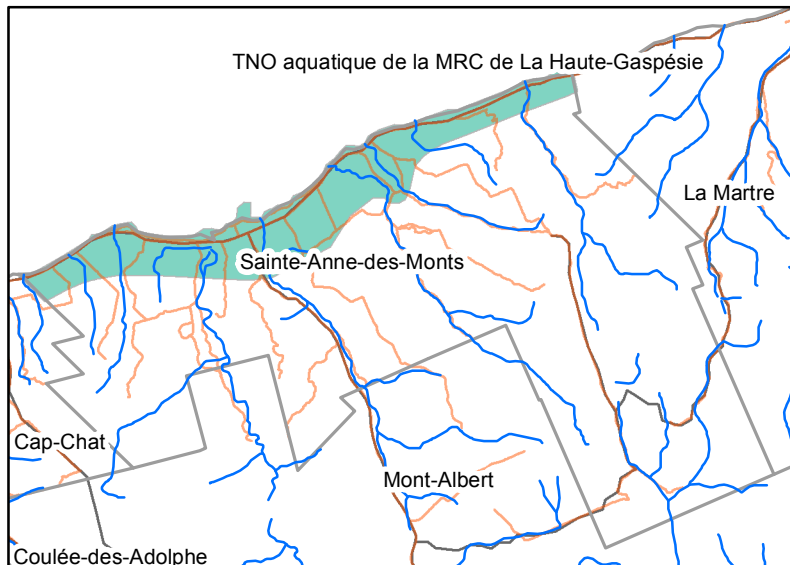 TNO aquatique de la MRC de La Haute-Gaspésie
La Martre
Sainte-Anne-des-Monts
Cap-Chat
Mont-Albert
Coulée-des-Adolphe